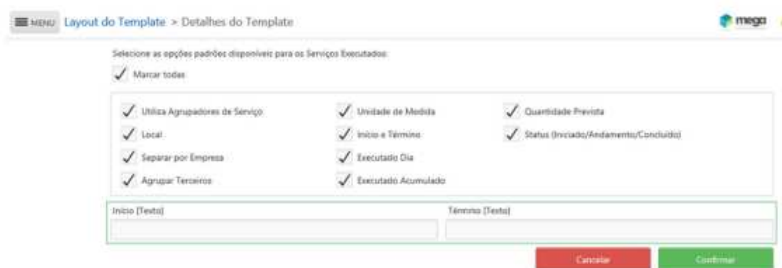 MENU Layout do Template > Detalhes do Template
mega
Selecione as opções padrões disponíveis para os Serviços Executados:
Marcar todas
Utiliza Agrupadores de Serviço
Unidade de Medida
Quantidade Prevista
Local
Início e Término
Status (Iniciado/Andamento/Concluído)
Separar por Empresa
Executado Dia
Agrupar Terceiros
Executado Acumulado
Início [Texto]
Término [Texto]
Cancelar
Confirmar